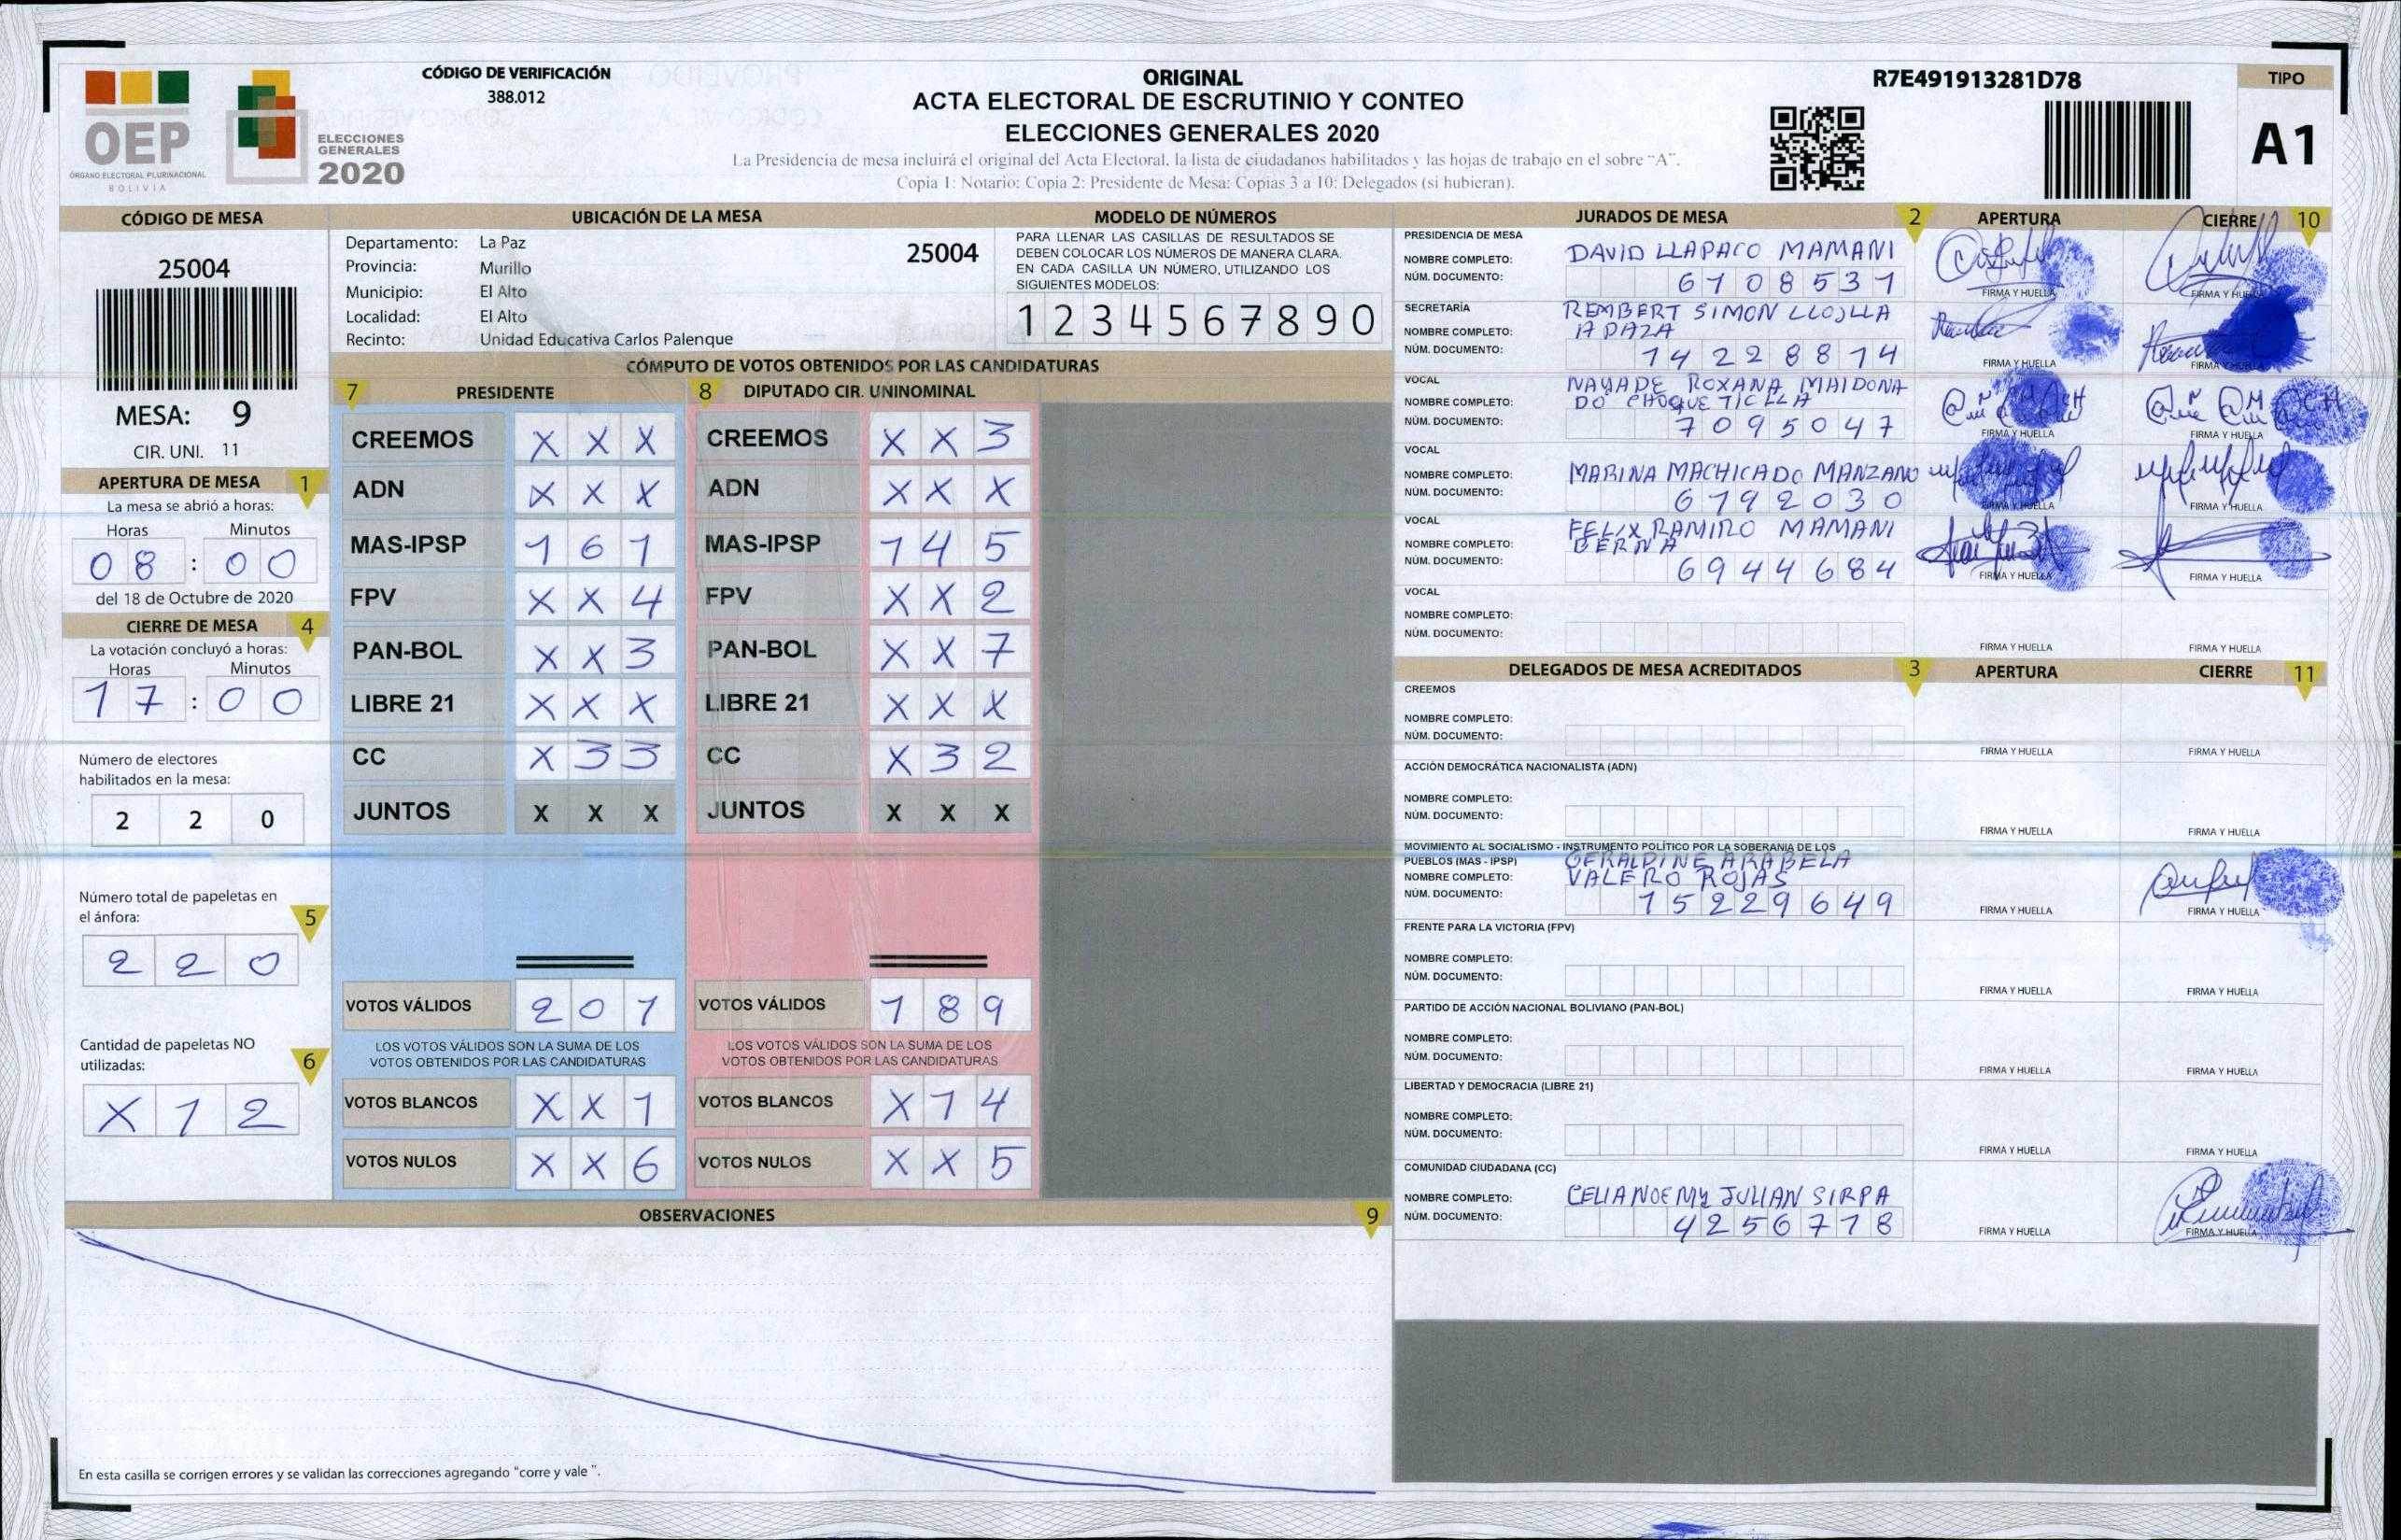 OEP
ÓRGANO ELECTORAL PLURINACIONAL
BOLIVIA
ELECCIONES
GENERALES
2020
CÓDIGO DE VERIFICACIÓN
388.012
ORIGINAL
ACTA ELECTORAL DE ESCRUTINIO Y CONTEO
ELECCIONES GENERALES 2020
La Presidencia de mesa incluirá el original del Acta Electoral, la lista de ciudadanos habilitados y las hojas de trabajo en el sobre "A".
Copia 1: Notario: Copia 2: Presidente de Mesa: Copias 3 a 10: Delegados (si hubieran).
R7E491913281D78
TIPO
A1
CÓDIGO DE MESA
25004
MESA: 9
CIR. UNI. 11
APERTURA DE MESA 1
La mesa se abrió a horas:
Horas Minutos
08 : 00
del 18 de Octubre de 2020
CIERRE DE MESA 4
La votación concluyó a horas:
Horas Minutos
17 : 00
Número de electores
habilitados en la mesa:
2 2 0
Número total de papeletas en
el ánfora: 5
2 2 0
Cantidad de papeletas NO
utilizadas: 6
X 1 2
UBICACIÓN DE LA MESA
Departamento: La Paz 25004
Provincia: Murillo
Municipio: El Alto
Localidad: El Alto
Recinto: Unidad Educativa Carlos Palenque
MODELO DE NÚMEROS
PARA LLENAR LAS CASILLAS DE RESULTADOS SE
DEBEN COLOCAR LOS NÚMEROS DE MANERA CLARA.
EN CADA CASILLA UN NÚMERO, UTILIZANDO LOS
SIGUIENTES MODELOS:
1 2 3 4 5 6 7 8 9 0
CÓMPUTO DE VOTOS OBTENIDOS POR LAS CANDIDATURAS
7 PRESIDENTE
CREEMOS X X X
ADN X X X
MAS-IPSP 1 6 1
FPV X X 4
PAN-BOL X X 3
LIBRE 21 X X X
CC X 3 3
JUNTOS X X X
VOTOS VÁLIDOS 2 0 1
LOS VOTOS VÁLIDOS SON LA SUMA DE LOS
VOTOS OBTENIDOS POR LAS CANDIDATURAS
VOTOS BLANCOS X X 1
VOTOS NULOS X X 6
8 DIPUTADO CIR. UNINOMINAL
CREEMOS X X 3
ADN X X X
MAS-IPSP 1 4 5
FPV X X 2
PAN-BOL X X 7
LIBRE 21 X X X
CC X 3 2
JUNTOS X X X
VOTOS VÁLIDOS 1 8 9
LOS VOTOS VÁLIDOS SON LA SUMA DE LOS
VOTOS OBTENIDOS POR LAS CANDIDATURAS
VOTOS BLANCOS X 1 4
VOTOS NULOS X X 5
OBSERVACIONES 9
En esta casilla se corrigen errores y se validan las correcciones agregando "corre y vale ".
JURADOS DE MESA 2 APERTURA CIERRE 10
PRESIDENCIA DE MESA
NOMBRE COMPLETO: DAVID LLAPACO MAMANI
NÚM. DOCUMENTO: 6108531
FIRMA Y HUELLA FIRMA Y HUELLA
SECRETARÍA
NOMBRE COMPLETO: REMBERT SIMON LLOJLLA
APAZA
NÚM. DOCUMENTO: 14228814
FIRMA Y HUELLA FIRMA Y HUELLA
VOCAL
NOMBRE COMPLETO: NAYADE ROXANA MALDONA
DO CHOQUETICLLA
NÚM. DOCUMENTO: 7095047
FIRMA Y HUELLA FIRMA Y HUELLA
VOCAL
NOMBRE COMPLETO: MARINA MACHICADO MANZANO
NÚM. DOCUMENTO: 6192030
FIRMA Y HUELLA FIRMA Y HUELLA
VOCAL
NOMBRE COMPLETO: FELIX RAMIRO MAMANI
BERNA
NÚM. DOCUMENTO: 6944684
FIRMA Y HUELLA FIRMA Y HUELLA
VOCAL
NOMBRE COMPLETO:
NÚM. DOCUMENTO:
FIRMA Y HUELLA FIRMA Y HUELLA
DELEGADOS DE MESA ACREDITADOS 3 APERTURA CIERRE 11
CREEMOS
NOMBRE COMPLETO:
NÚM. DOCUMENTO:
FIRMA Y HUELLA FIRMA Y HUELLA
ACCIÓN DEMOCRÁTICA NACIONALISTA (ADN)
NOMBRE COMPLETO:
NÚM. DOCUMENTO:
FIRMA Y HUELLA FIRMA Y HUELLA
MOVIMIENTO AL SOCIALISMO - INSTRUMENTO POLÍTICO POR LA SOBERANIA DE LOS
PUEBLOS (MAS - IPSP) GERALDINE ARABELA
NOMBRE COMPLETO: VALERO ROJAS
NÚM. DOCUMENTO: 15229649
FIRMA Y HUELLA FIRMA Y HUELLA
FRENTE PARA LA VICTORIA (FPV)
NOMBRE COMPLETO:
NÚM. DOCUMENTO:
FIRMA Y HUELLA FIRMA Y HUELLA
PARTIDO DE ACCIÓN NACIONAL BOLIVIANO (PAN-BOL)
NOMBRE COMPLETO:
NÚM. DOCUMENTO:
FIRMA Y HUELLA FIRMA Y HUELLA
LIBERTAD Y DEMOCRACIA (LIBRE 21)
NOMBRE COMPLETO:
NÚM. DOCUMENTO:
FIRMA Y HUELLA FIRMA Y HUELLA
COMUNIDAD CIUDADANA (CC)
NOMBRE COMPLETO: CELIA NOEMY JULIAN SIRPA
NÚM. DOCUMENTO: 4256718
FIRMA Y HUELLA FIRMA Y HUELLA